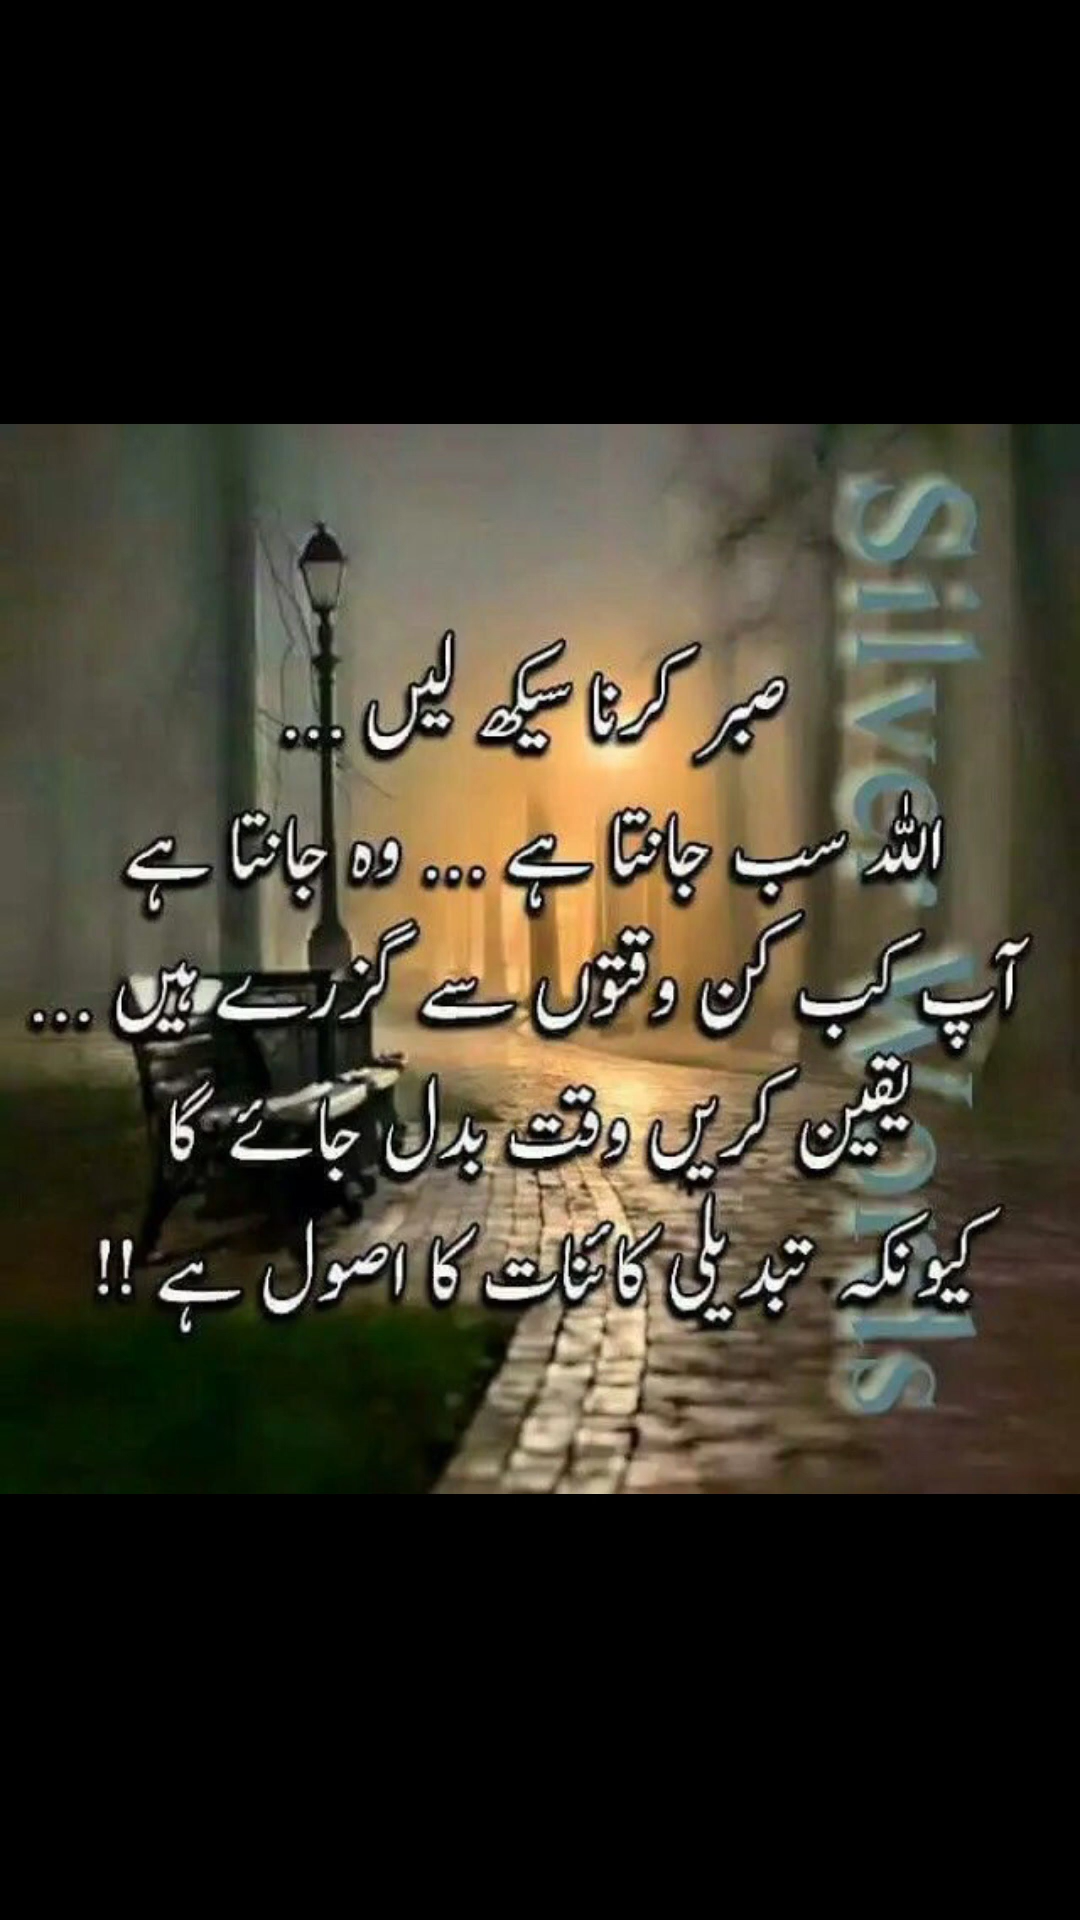 صبر کرنا سیکھ لیں ...
اللہ سب جانتا ہے ... وہ جانتا ہے
آپ کب کن وقتوں سے گزرے ہیں ...
یقین کریں وقت بدل جائے گا
کیونکہ تبدیلی کائنات کا اصول ہے !!
Silver Words